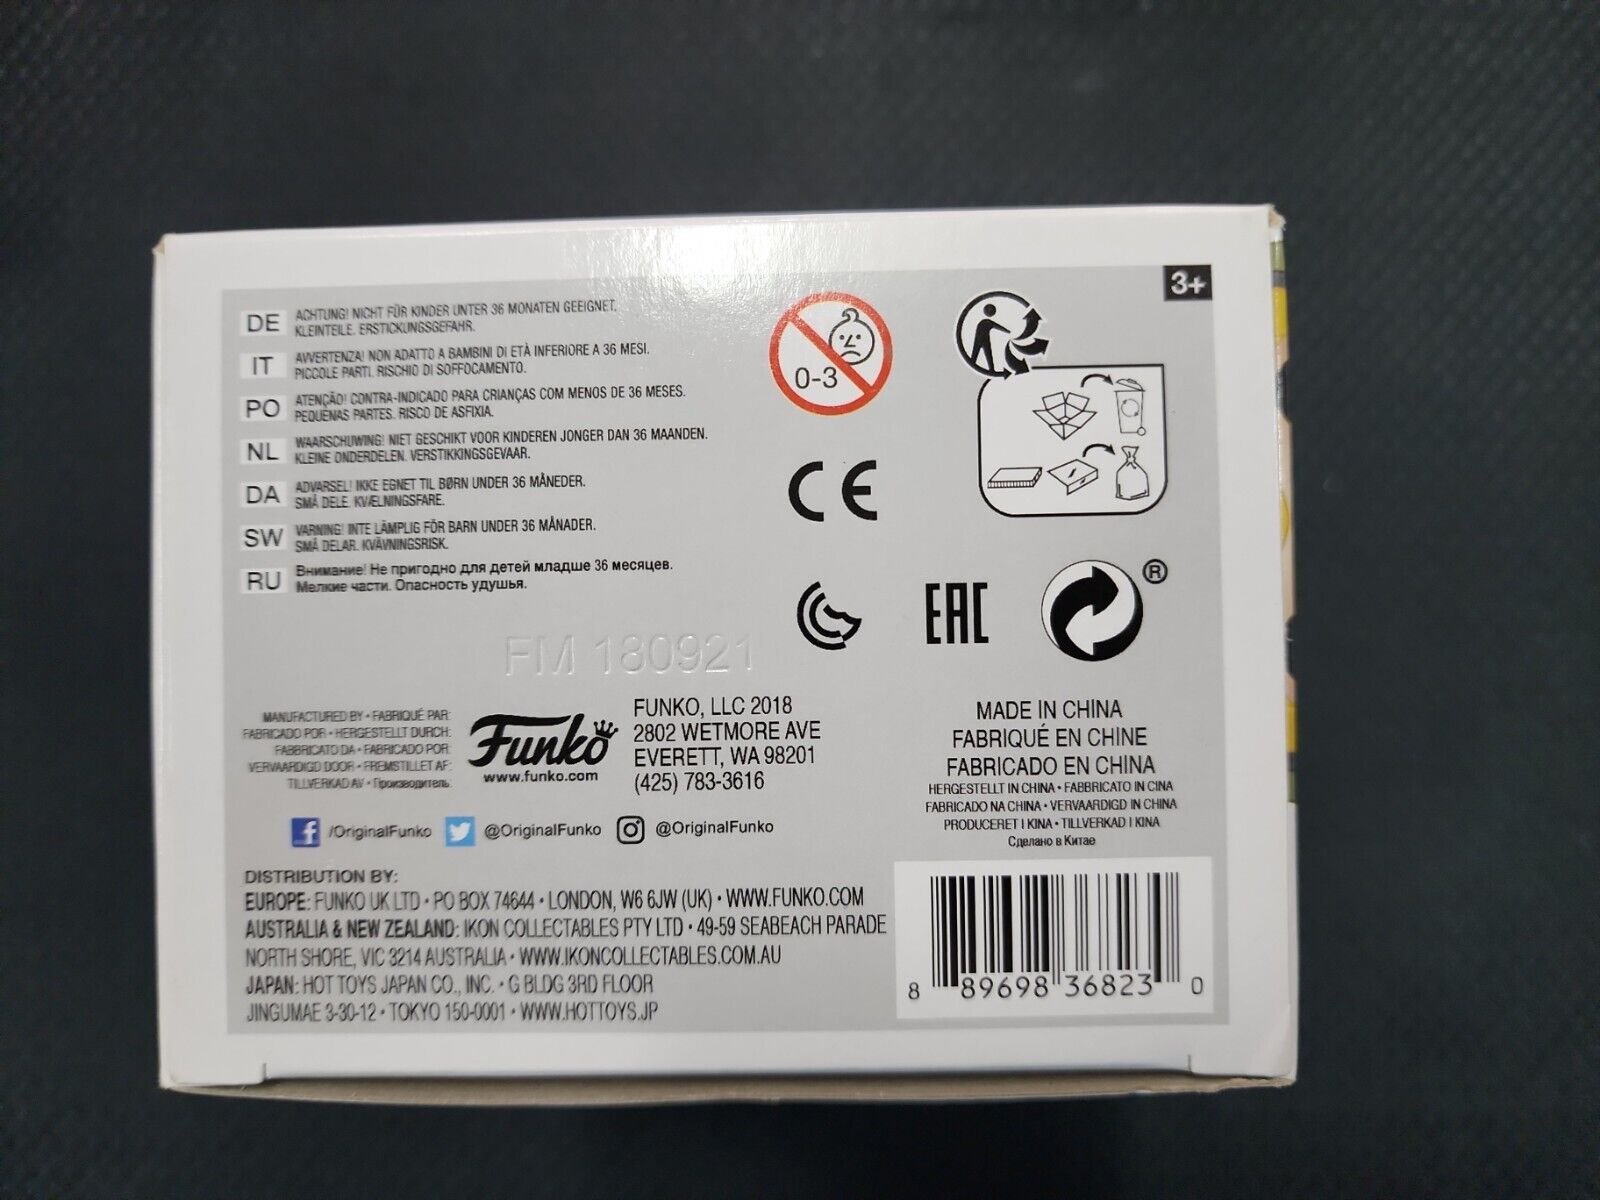 3+
DE
ACHTUNG! NICHT FÜR KINDER UNTER 36 MONATEN GEEIGNET.
KLEINTEILE. ERSTICKUNGSGEFAHR.
IT
AVVERTENZA! NON ADATTO A BAMBINI DI ETÀ INFERIORE A 36 MESI.
PICCOLE PARTI. RISCHIO DI SOFFOCAMENTO.
PO
ATENÇÃO! CONTRA-INDICADO PARA CRIANÇAS COM MENOS DE 36 MESES.
PEQUENAS PARTES. RISCO DE ASFIXIA.
NL
WAARSCHUWING! NIET GESCHIKT VOOR KINDEREN JONGER DAN 36 MAANDEN.
KLEINE ONDERDELEN. VERSTIKKINGSGEVAAR.
DA
ADVARSEL! IKKE EGNET TIL BØRN UNDER 36 MÅNEDER.
SMÅ DELE. KVÆLNINGSFARE.
SW
VARNING! INTE LÄMPLIG FÖR BARN UNDER 36 MÅNADER.
SMÅ DELAR. KVÄVNINGSRISK.
RU
Внимание! Не пригодно для детей младше 36 месяцев.
Мелкие части. Опасность удушья.
0-3
CE
EAC
®
FM 180921
MANUFACTURED BY • FABRIQUÉ PAR:
FABRICADO POR • HERGESTELLT DURCH:
FABBRICATO DA • FABRICADO POR:
VERVAARDIGD DOOR • FREMSTILLET AF:
TILLVERKAD AV • Производитель:
Funko
www.funko.com
FUNKO, LLC 2018
2802 WETMORE AVE
EVERETT, WA 98201
(425) 783-3616
/OriginalFunko
@OriginalFunko
@OriginalFunko
MADE IN CHINA
FABRIQUÉ EN CHINE
FABRICADO EN CHINA
HERGESTELLT IN CHINA • FABBRICATO IN CINA
FABRICADO NA CHINA • VERVAARDIGD IN CHINA
PRODUCERET I KINA • TILLVERKAD I KINA
Сделано в Китае
DISTRIBUTION BY:
EUROPE: FUNKO UK LTD • PO BOX 74644 • LONDON, W6 6JW (UK) • WWW.FUNKO.COM
AUSTRALIA & NEW ZEALAND: IKON COLLECTABLES PTY LTD • 49-59 SEABEACH PARADE
NORTH SHORE, VIC 3214 AUSTRALIA • WWW.IKONCOLLECTABLES.COM.AU
JAPAN: HOT TOYS JAPAN CO., INC. • G BLDG 3RD FLOOR
JINGUMAE 3-30-12 • TOKYO 150-0001 • WWW.HOTTOYS.JP
8 89698 36823 0